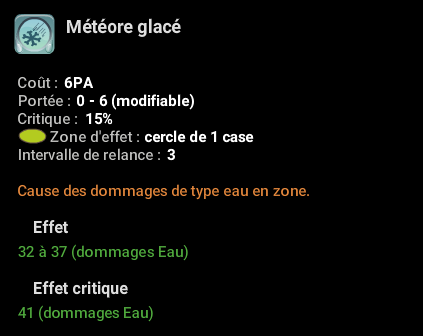 Météore glacé
Coût : 6PA
Portée : 0 - 6 (modifiable)
Critique : 15%
Zone d'effet : cercle de 1 case
Intervalle de relance : 3
Cause des dommages de type eau en zone.
Effet
32 à 37 (dommages Eau)
Effet critique
41 (dommages Eau)